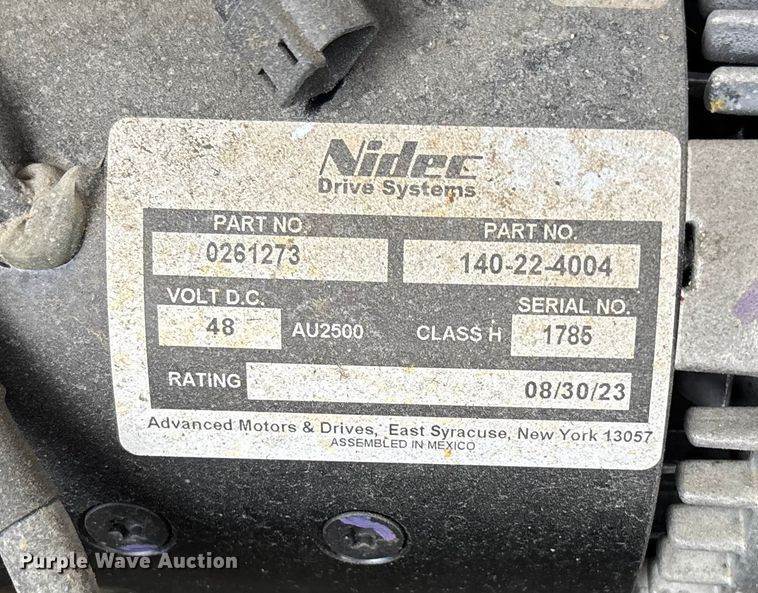 Nidec
Drive Systems
PART NO. PART NO.
0261273 140-22-4004
VOLT D.C. SERIAL NO.
48 AU2500 CLASS H 1785
RATING 08/30/23
Advanced Motors & Drives, East Syracuse, New York 13057
ASSEMBLED IN MEXICO
Purple Wave Auction